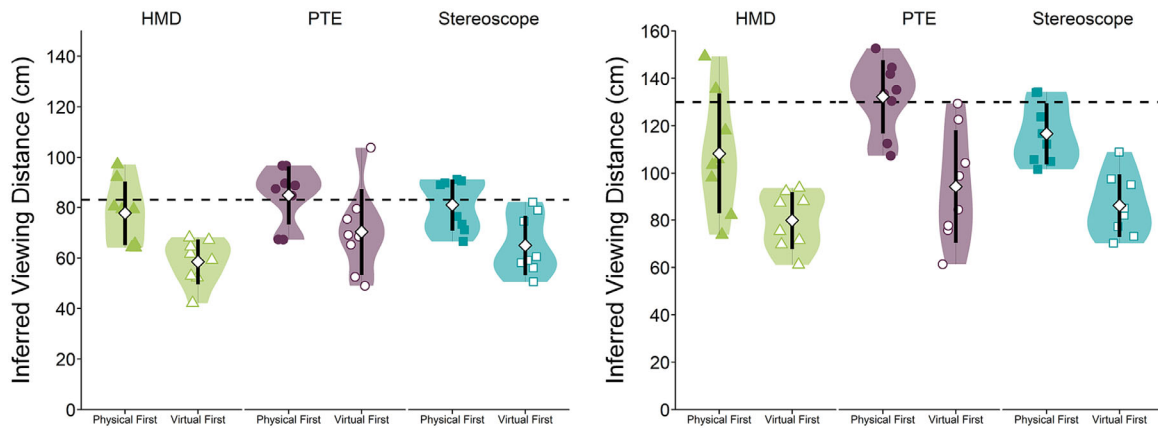 HMD PTE Stereoscope
Inferred Viewing Distance (cm)
140
120
100
80
60
40
20
0
Physical First Virtual First Physical First Virtual First Physical First Virtual First
HMD PTE Stereoscope
Inferred Viewing Distance (cm)
160
140
120
100
80
60
40
20
0
Physical First Virtual First Physical First Virtual First Physical First Virtual First